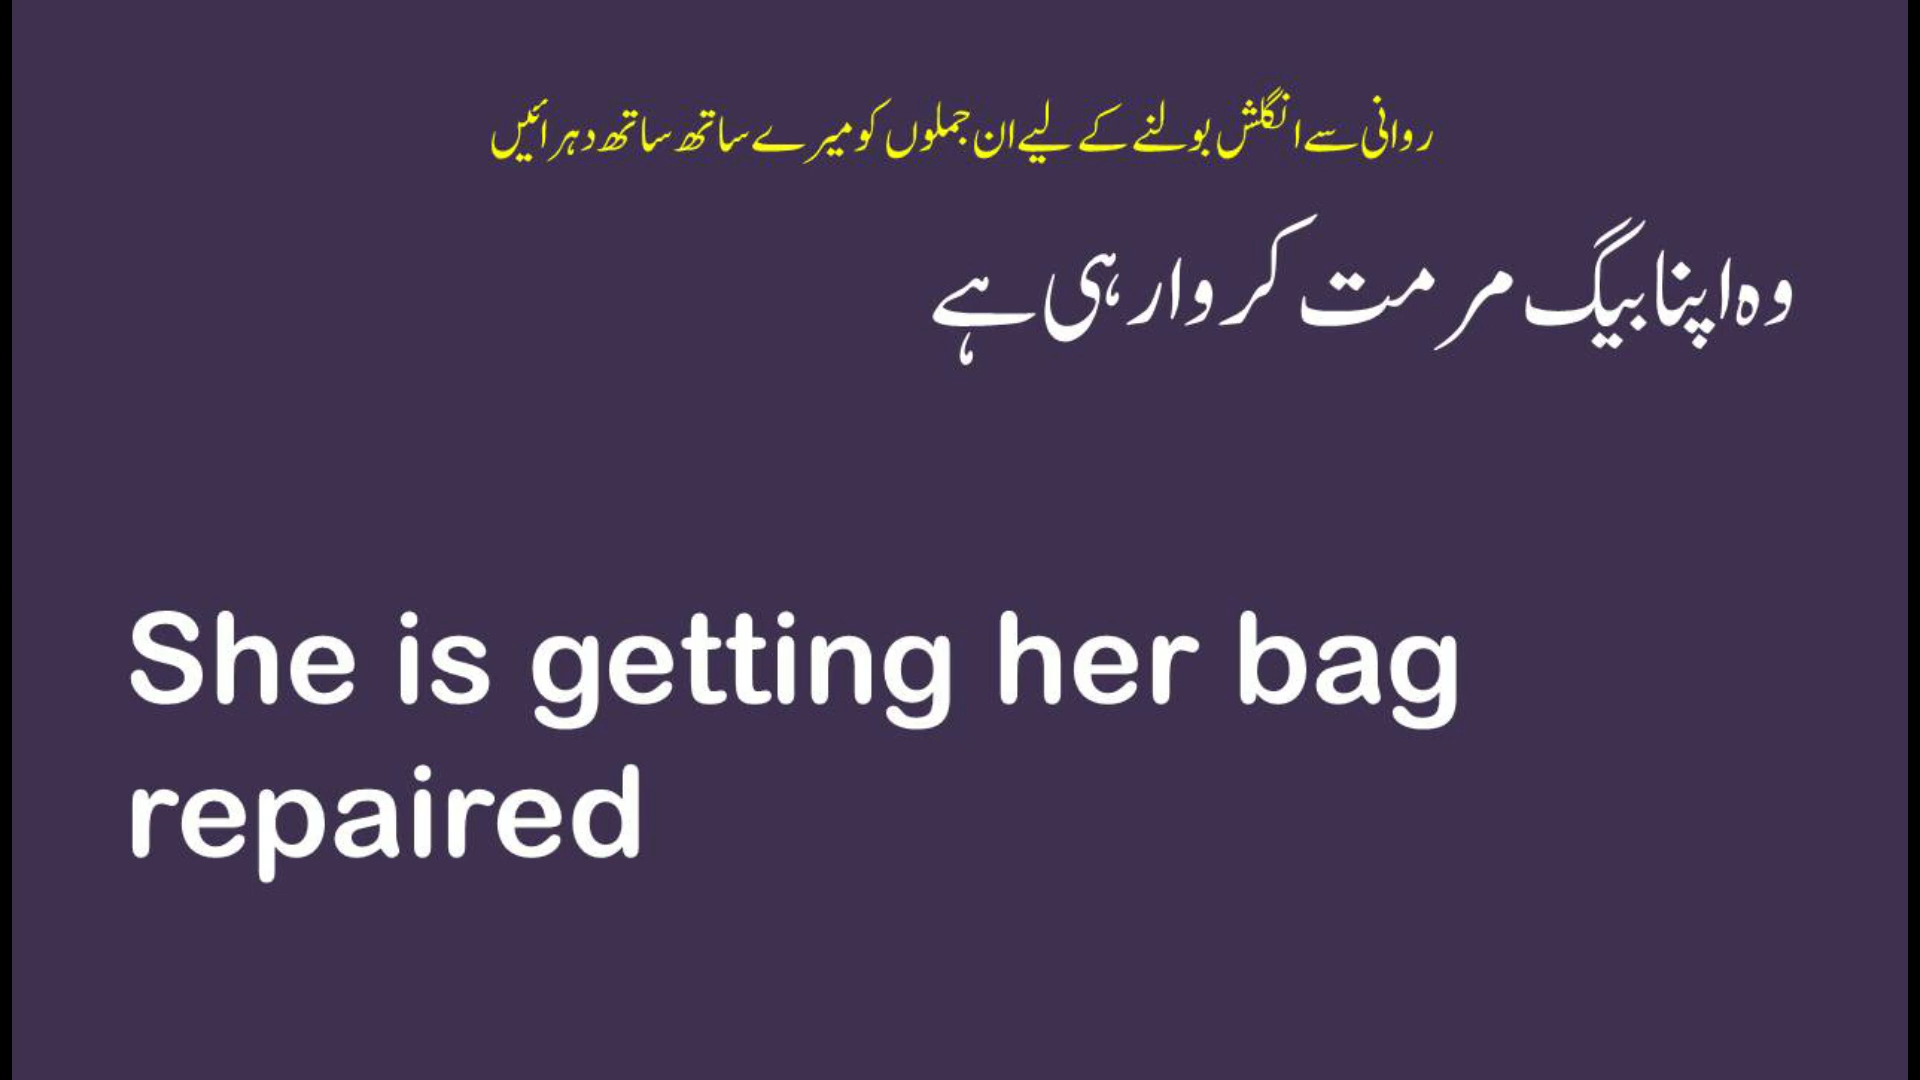 روانی سے انگلش بولنے کے لیے ان جملوں کو میرے ساتھ ساتھ دہرائیں
وہ اپنا بیگ مرمت کروا رہی ہے
She is getting her bag
repaired